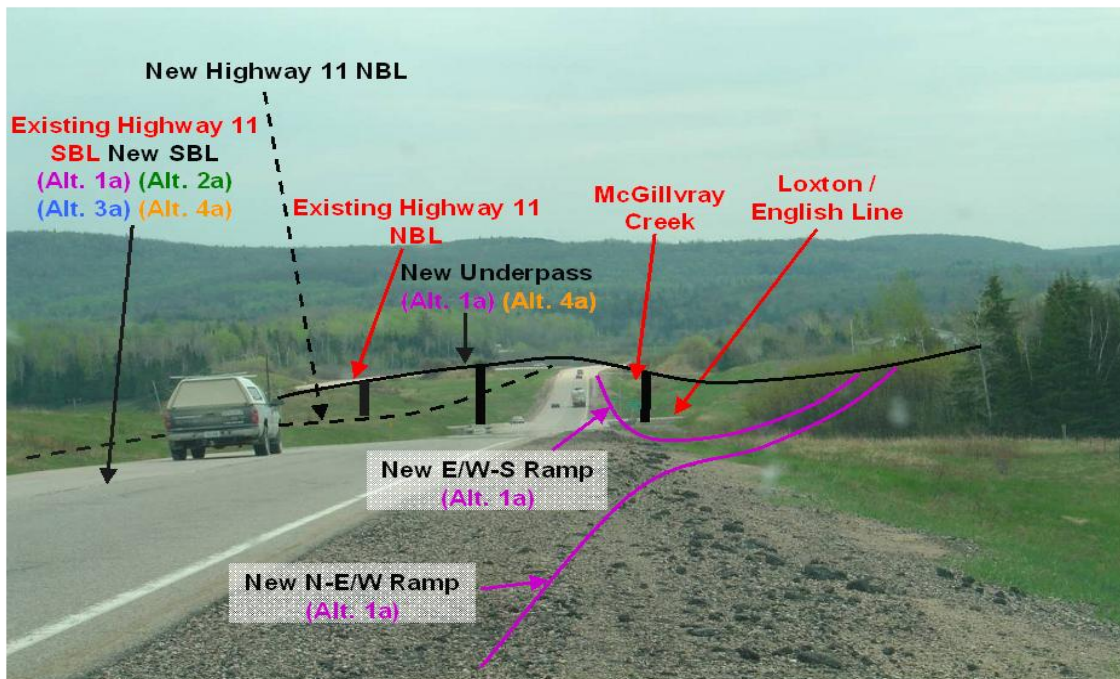 New Highway 11 NBL
Existing Highway 11
SBL New SBL
(Alt. 1a) (Alt. 2a)
(Alt. 3a) (Alt. 4a)
Existing Highway 11
NBL
McGillvray
Creek
Loxton /
English Line
New Underpass
(Alt. 1a) (Alt. 4a)
New E/W-S Ramp
(Alt. 1a)
New N-E/W Ramp
(Alt. 1a)